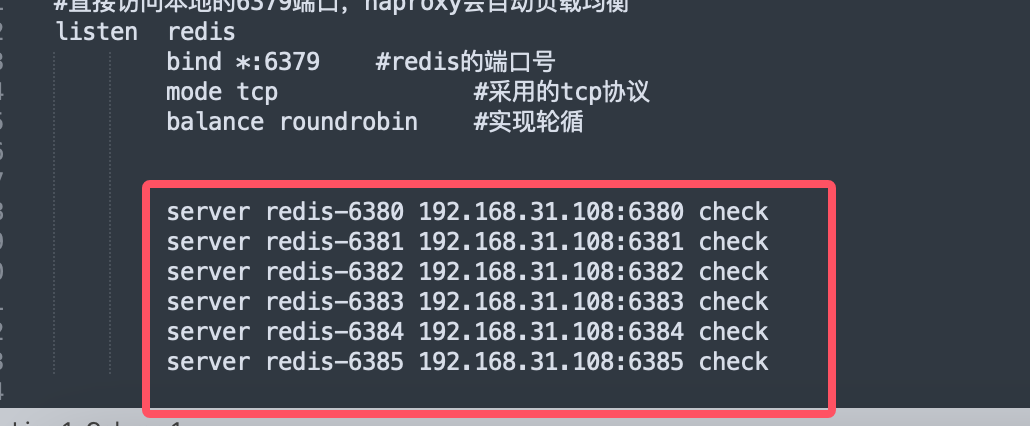 #直接访问本地的6379端口，haproxy会自动负载均衡
listen  redis
bind *:6379    #redis的端口号
mode tcp              #采用的tcp协议
balance roundrobin    #实现轮循
server redis-6380 192.168.31.108:6380 check
server redis-6381 192.168.31.108:6381 check
server redis-6382 192.168.31.108:6382 check
server redis-6383 192.168.31.108:6383 check
server redis-6384 192.168.31.108:6384 check
server redis-6385 192.168.31.108:6385 check